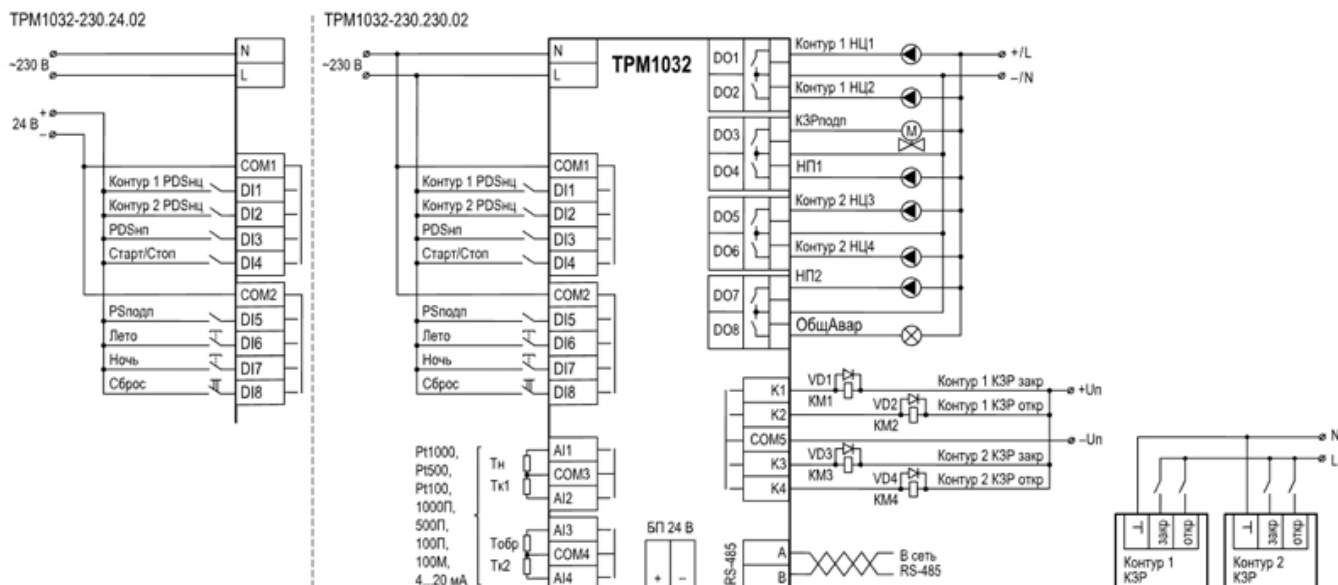 ТРМ1032-230.24.02
~230 В
N
L
24 В
+
–
COM1
Контур 1 PDSнц
DI1
Контур 2 PDSнц
DI2
PDSнп
DI3
Старт/Стоп
DI4
COM2
PSподп
DI5
Лето
DI6
Ночь
DI7
Сброс
DI8
ТРМ1032-230.230.02
~230 В
N
L
ТРМ1032
COM1
Контур 1 PDSнц
DI1
Контур 2 PDSнц
DI2
PDSнп
DI3
Старт/Стоп
DI4
COM2
PSподп
DI5
Лето
DI6
Ночь
DI7
Сброс
DI8
Pt1000,
Pt500,
Pt100,
1000П,
500П,
100П,
100М,
4...20 мА
Тн
Тк1
AI1
COM3
AI2
Тобр
Тк2
AI3
COM4
AI4
БП 24 В
+ –
DO1
Контур 1 НЦ1
+/L
–/N
DO2
Контур 1 НЦ2
DO3
КЗРподп
M
DO4
НП1
DO5
Контур 2 НЦ3
DO6
Контур 2 НЦ4
DO7
НП2
DO8
ОбщАвар
K1
VD1
KM1
Контур 1 КЗР закр
+Uп
K2
VD2
KM2
Контур 1 КЗР откр
COM5
–Uп
K3
VD3
KM3
Контур 2 КЗР закр
K4
VD4
KM4
Контур 2 КЗР откр
RS-485
A
B
В сеть
RS-485
N
L
закр
откр
Контур 1
КЗР
закр
откр
Контур 2
КЗР